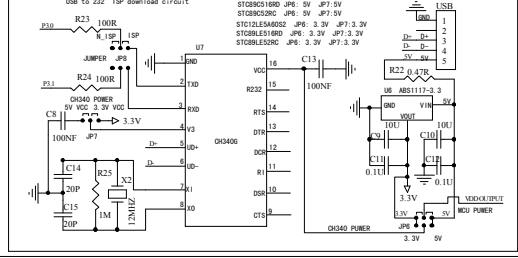 USB to 232 ISP download circuit
STC89C516RD JP6: 5V JP7:5V
STC89C52RC JP6: 5V JP7:5V
STC12LE5A60S2 JP6: 3.3V JP7:3.3V
STC89LE516RD JP6: 3.3V JP7:3.3V
STC89LE52RC JP6: 3.3V JP7:3.3V
USB
GND 1
D+ D+ 2
D- D- 3
4
5V 5V 5
R23 100R
P3.0
N_ISP ISP
JUMPER JP8
R24 100R
P3.1
CH340 POWER
5V VCC 3.3V VCC
C8
3.3V
100NF
JP7
U7
CH340G
1 GND
2 TXD
3 RXD
4 V3
D+ 5 UD+
D- 6 UD-
7 XI
8 XO
VCC 16
R232 15
RTS 14
DTR 13
DCR 12
RI 11
DSR 10
CTS 9
C13
100NF
C14
20P
C15
20P
R25
1M
X2
12MHZ
R22 0.47R
U6 ABS1117-3.3
GND VIN 5V
VOUT
10U 10U
C9 C10
C11 C12
0.1U 0.1U
3.3V
3.3V 5V
VDD OUTPUT
MCU PUWER
CH340 PUWER JP6
3.3V 5V